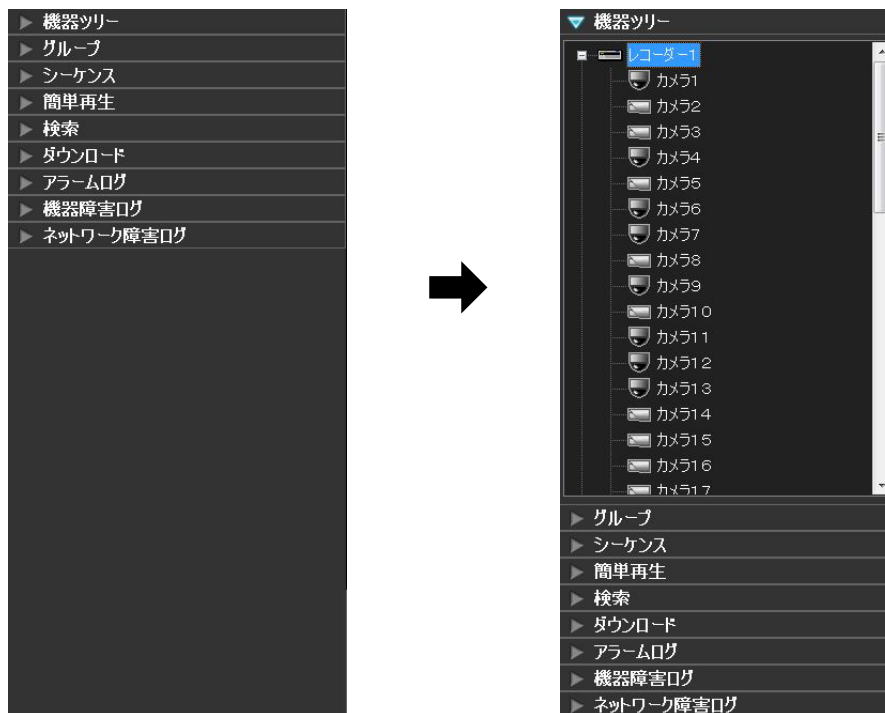 機器ツリー
グループ
シーケンス
簡単再生
検索
ダウンロード
アラームログ
機器障害ログ
ネットワーク障害ログ
機器ツリー
レコーダー1
カメラ1
カメラ2
カメラ3
カメラ4
カメラ5
カメラ6
カメラ7
カメラ8
カメラ9
カメラ10
カメラ11
カメラ12
カメラ13
カメラ14
カメラ15
カメラ16
カメラ17
グループ
シーケンス
簡単再生
検索
ダウンロード
アラームログ
機器障害ログ
ネットワーク障害ログ